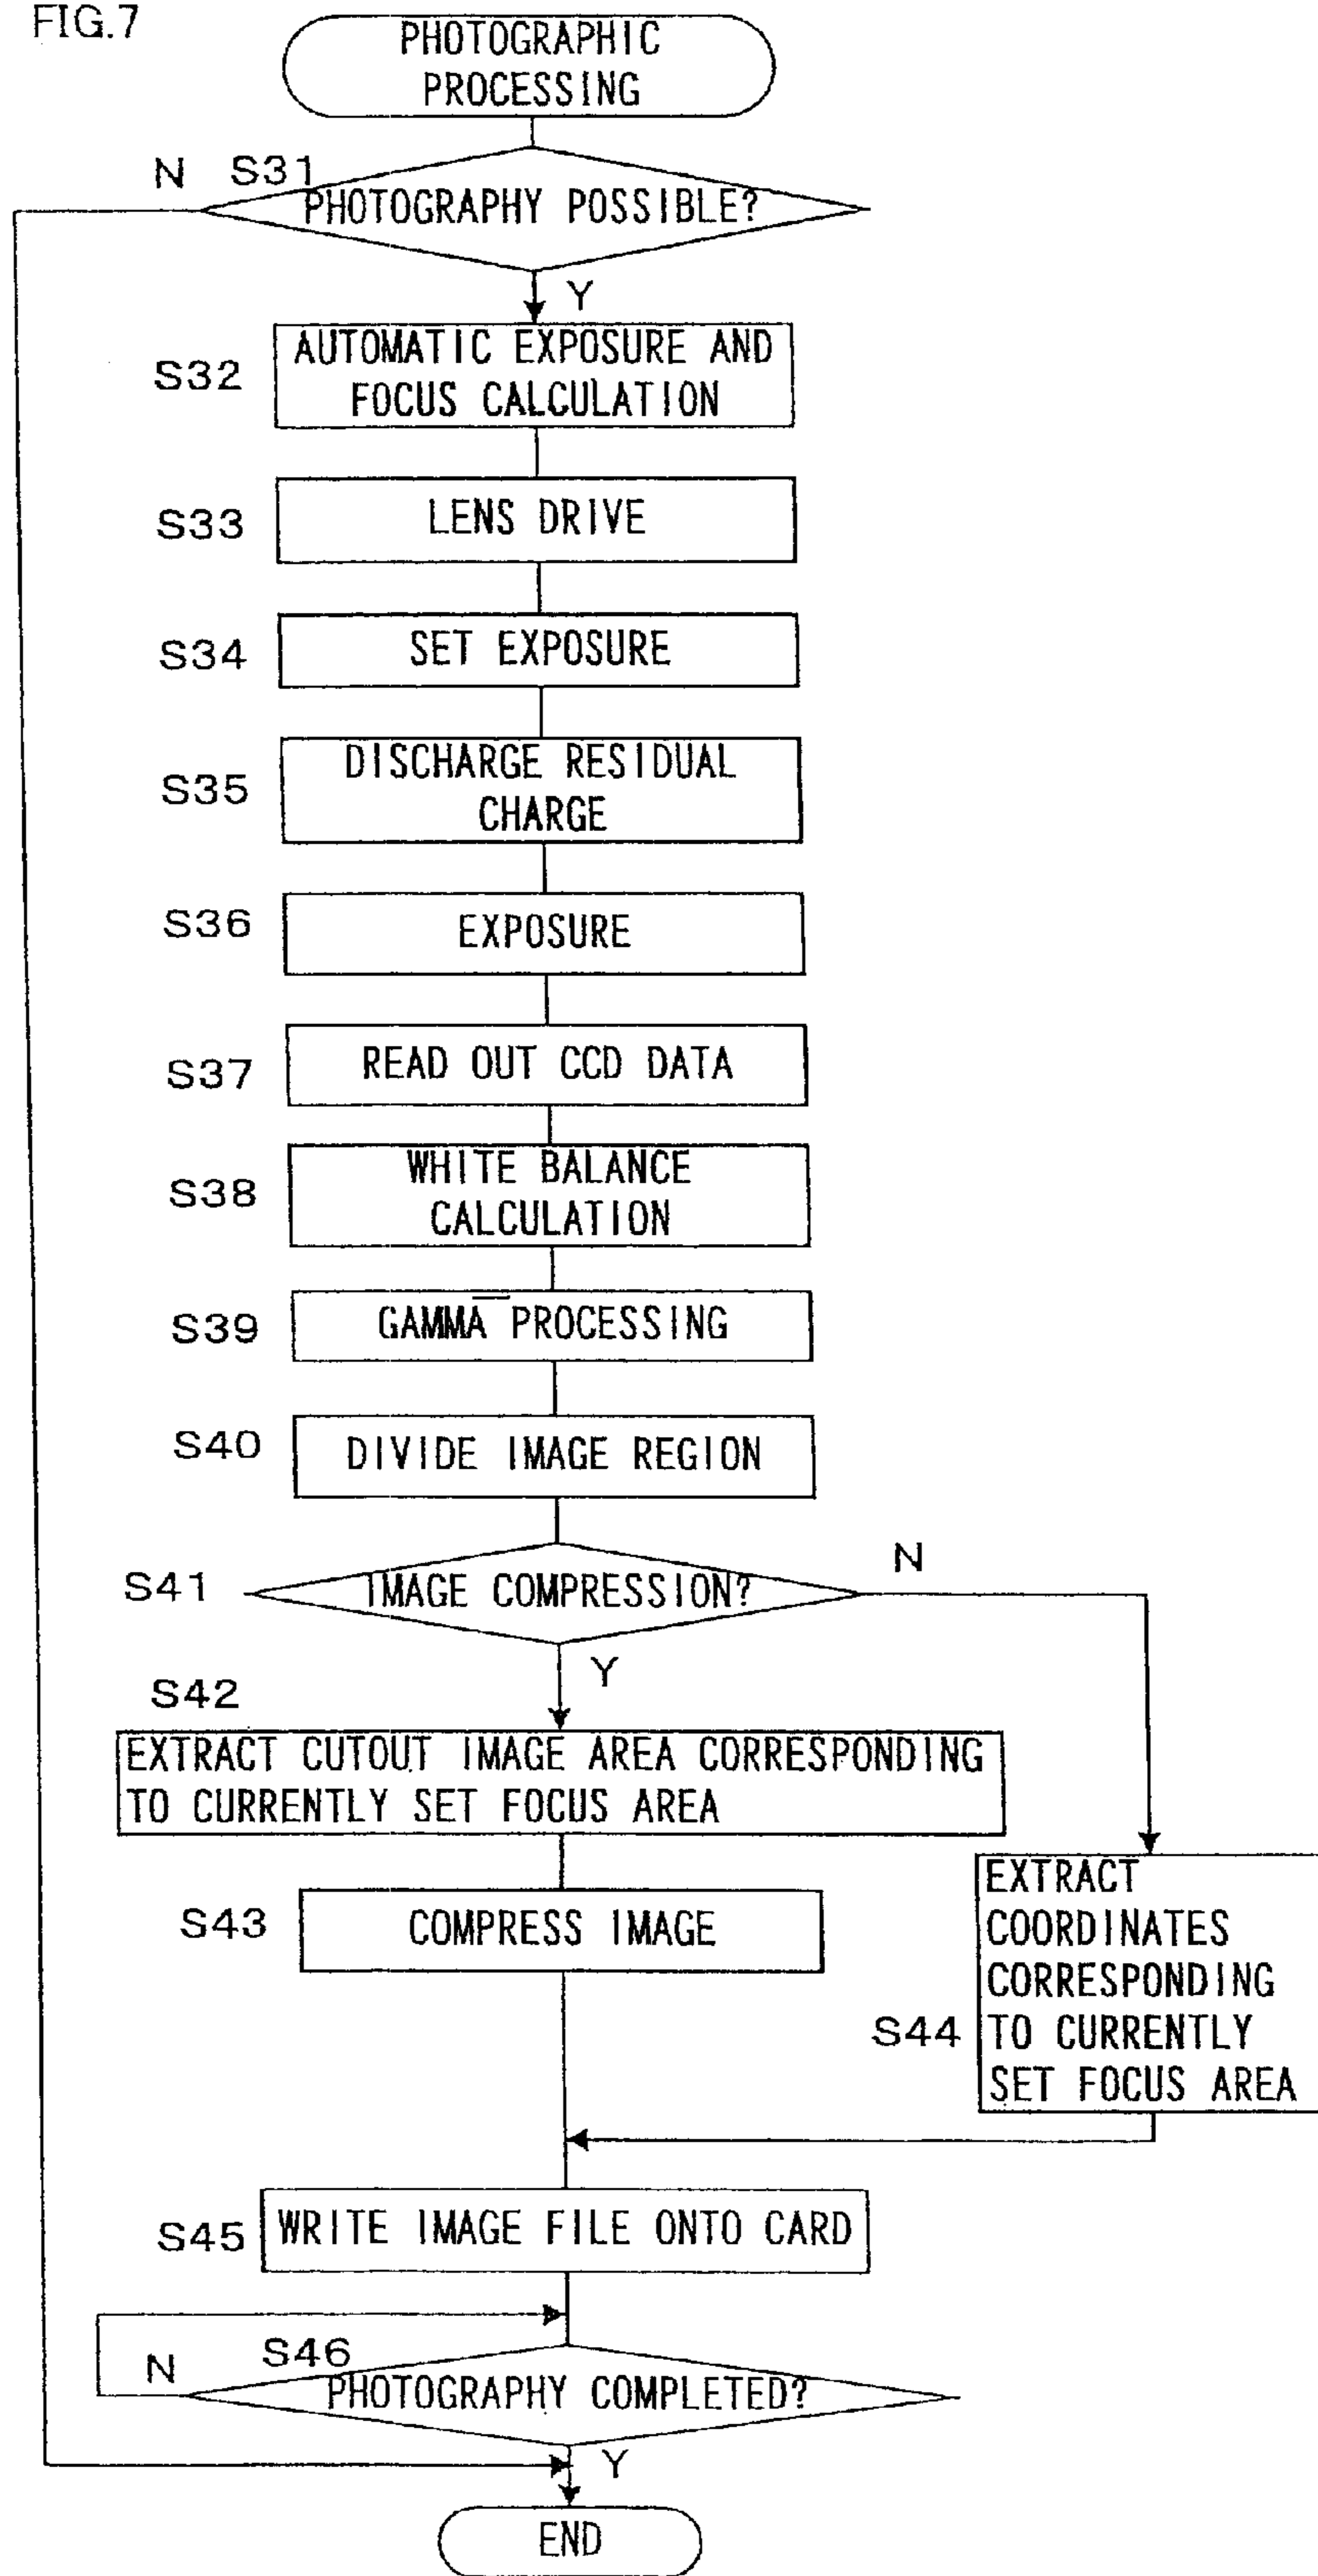 FIG.7
PHOTOGRAPHIC
PROCESSING
N
S31
PHOTOGRAPHY POSSIBLE?
Y
S32
AUTOMATIC EXPOSURE AND
FOCUS CALCULATION
S33
LENS DRIVE
S34
SET EXPOSURE
S35
DISCHARGE RESIDUAL
CHARGE
S36
EXPOSURE
S37
READ OUT CCD DATA
S38
WHITE BALANCE
CALCULATION
S39
GAMMA PROCESSING
S40
DIVIDE IMAGE REGION
S41
IMAGE COMPRESSION?
N
Y
S42
EXTRACT CUTOUT IMAGE AREA CORRESPONDING
TO CURRENTLY SET FOCUS AREA
S43
COMPRESS IMAGE
S44
EXTRACT
COORDINATES
CORRESPONDING
TO CURRENTLY
SET FOCUS AREA
S45
WRITE IMAGE FILE ONTO CARD
S46
N
PHOTOGRAPHY COMPLETED?
Y
END